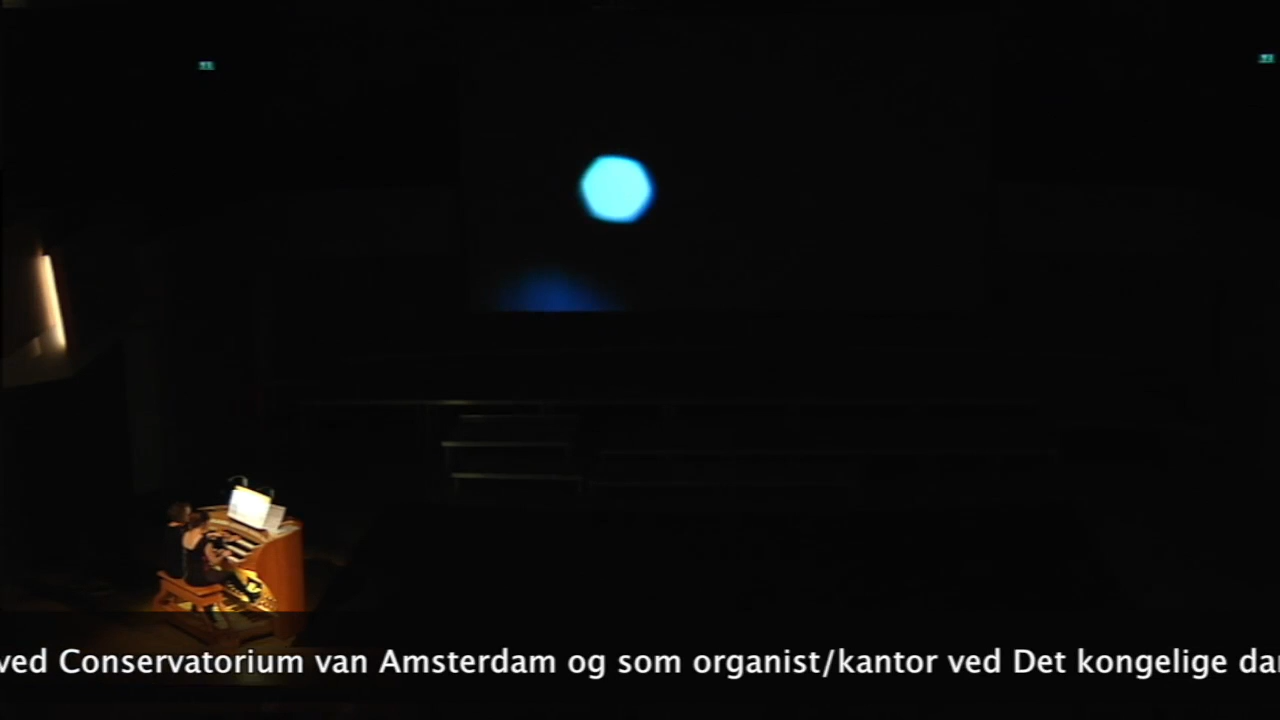 ved Conservatorium van Amsterdam og som organist/kantor ved Det kongelige